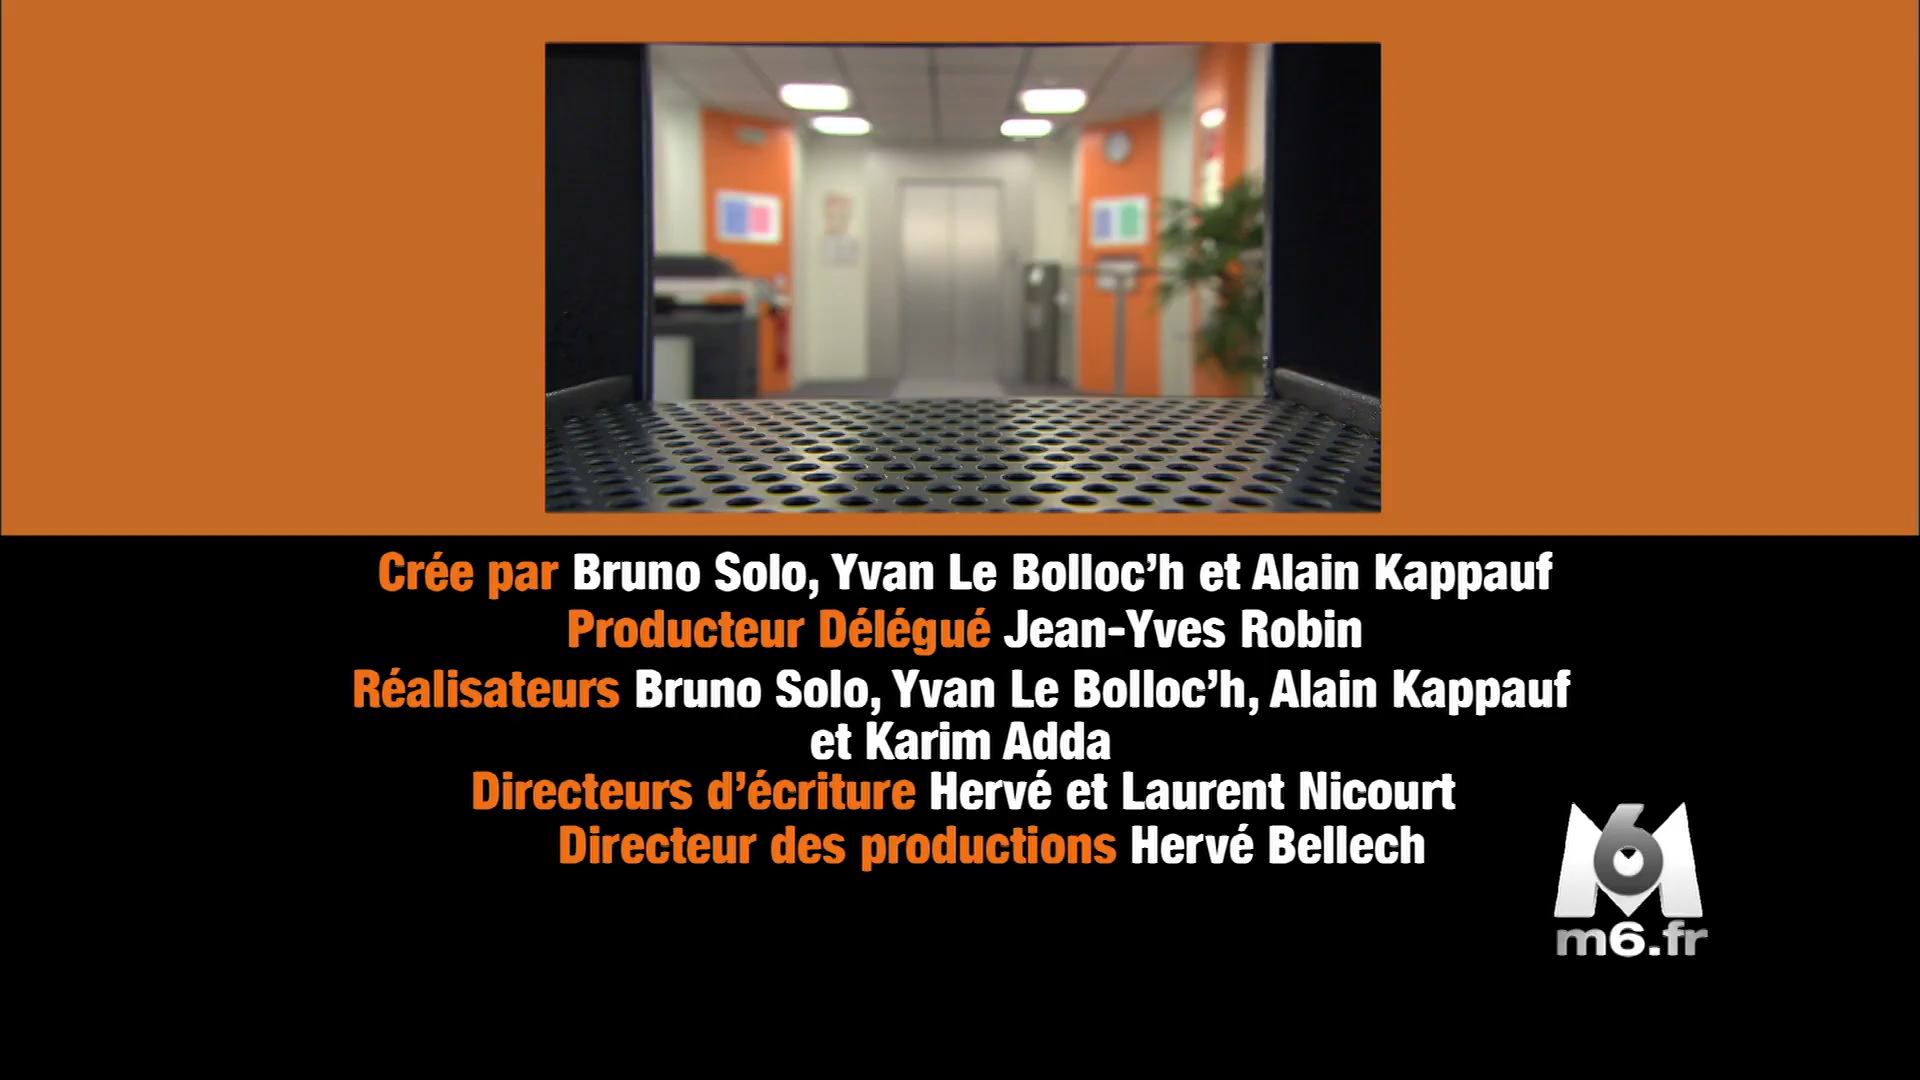 Crée par Bruno Solo, Yvan Le Bolloc’h et Alain Kappauf
Producteur Délégué Jean-Yves Robin
Réalisateurs Bruno Solo, Yvan Le Bolloc’h, Alain Kappauf
et Karim Adda
Directeurs d’écriture Hervé et Laurent Nicourt
Directeur des productions Hervé Bellech
M6
m6.fr